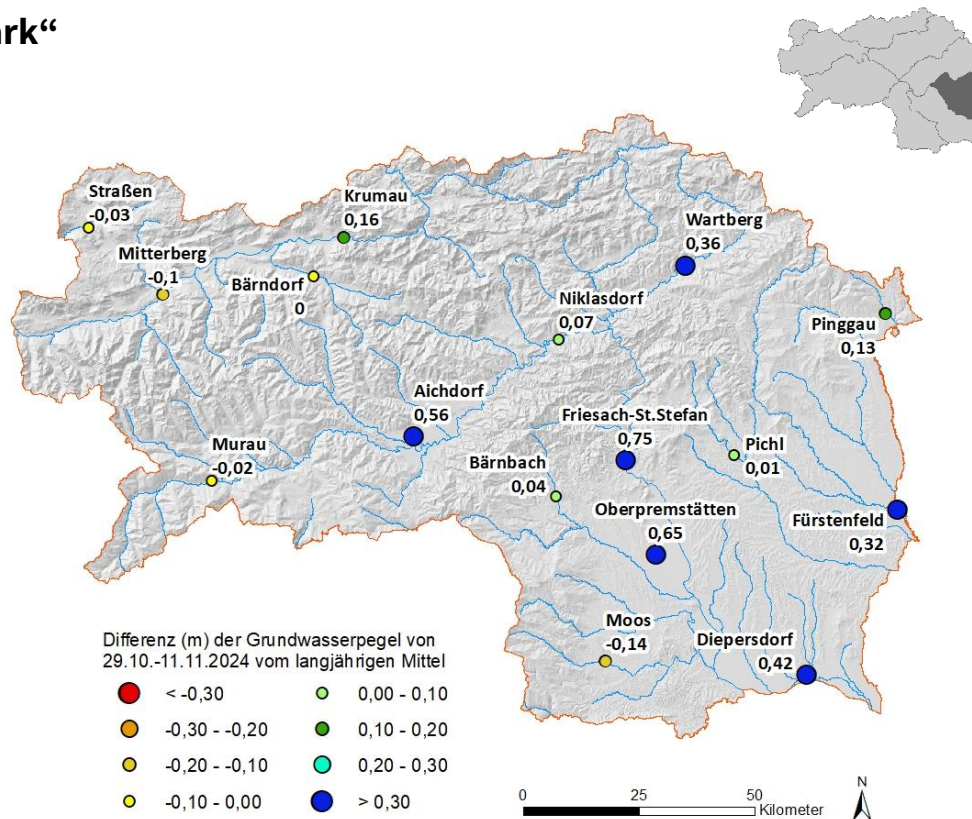 ark“
Straßen
-0,03
Krumau
0,16
Wartberg
0,36
Mitterberg
-0,1
Bärndorf
0
Niklasdorf
0,07
Pinggau
0,13
Aichdorf
0,56
Friesach-St.Stefan
0,75
Pichl
0,01
Murau
-0,02
Bärnbach
0,04
Oberpremstätten
0,65
Fürstenfeld
0,32
Moos
-0,14
Diepersdorf
0,42
Differenz (m) der Grundwasserpegel von
29.10.-11.11.2024 vom langjährigen Mittel
< -0,30
-0,30 - -0,20
-0,20 - -0,10
-0,10 - 0,00
0,00 - 0,10
0,10 - 0,20
0,20 - 0,30
> 0,30
0 25 50
Kilometer
N